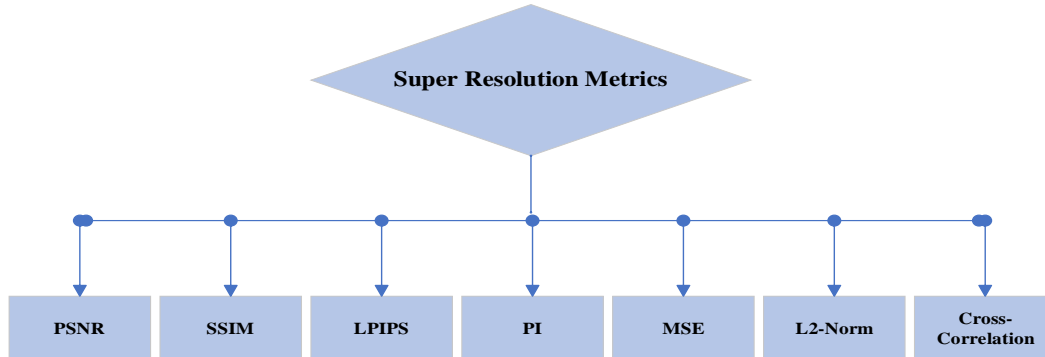 Super Resolution Metrics
PSNR
SSIM
LPIPS
PI
MSE
L2-Norm
Cross-
Correlation